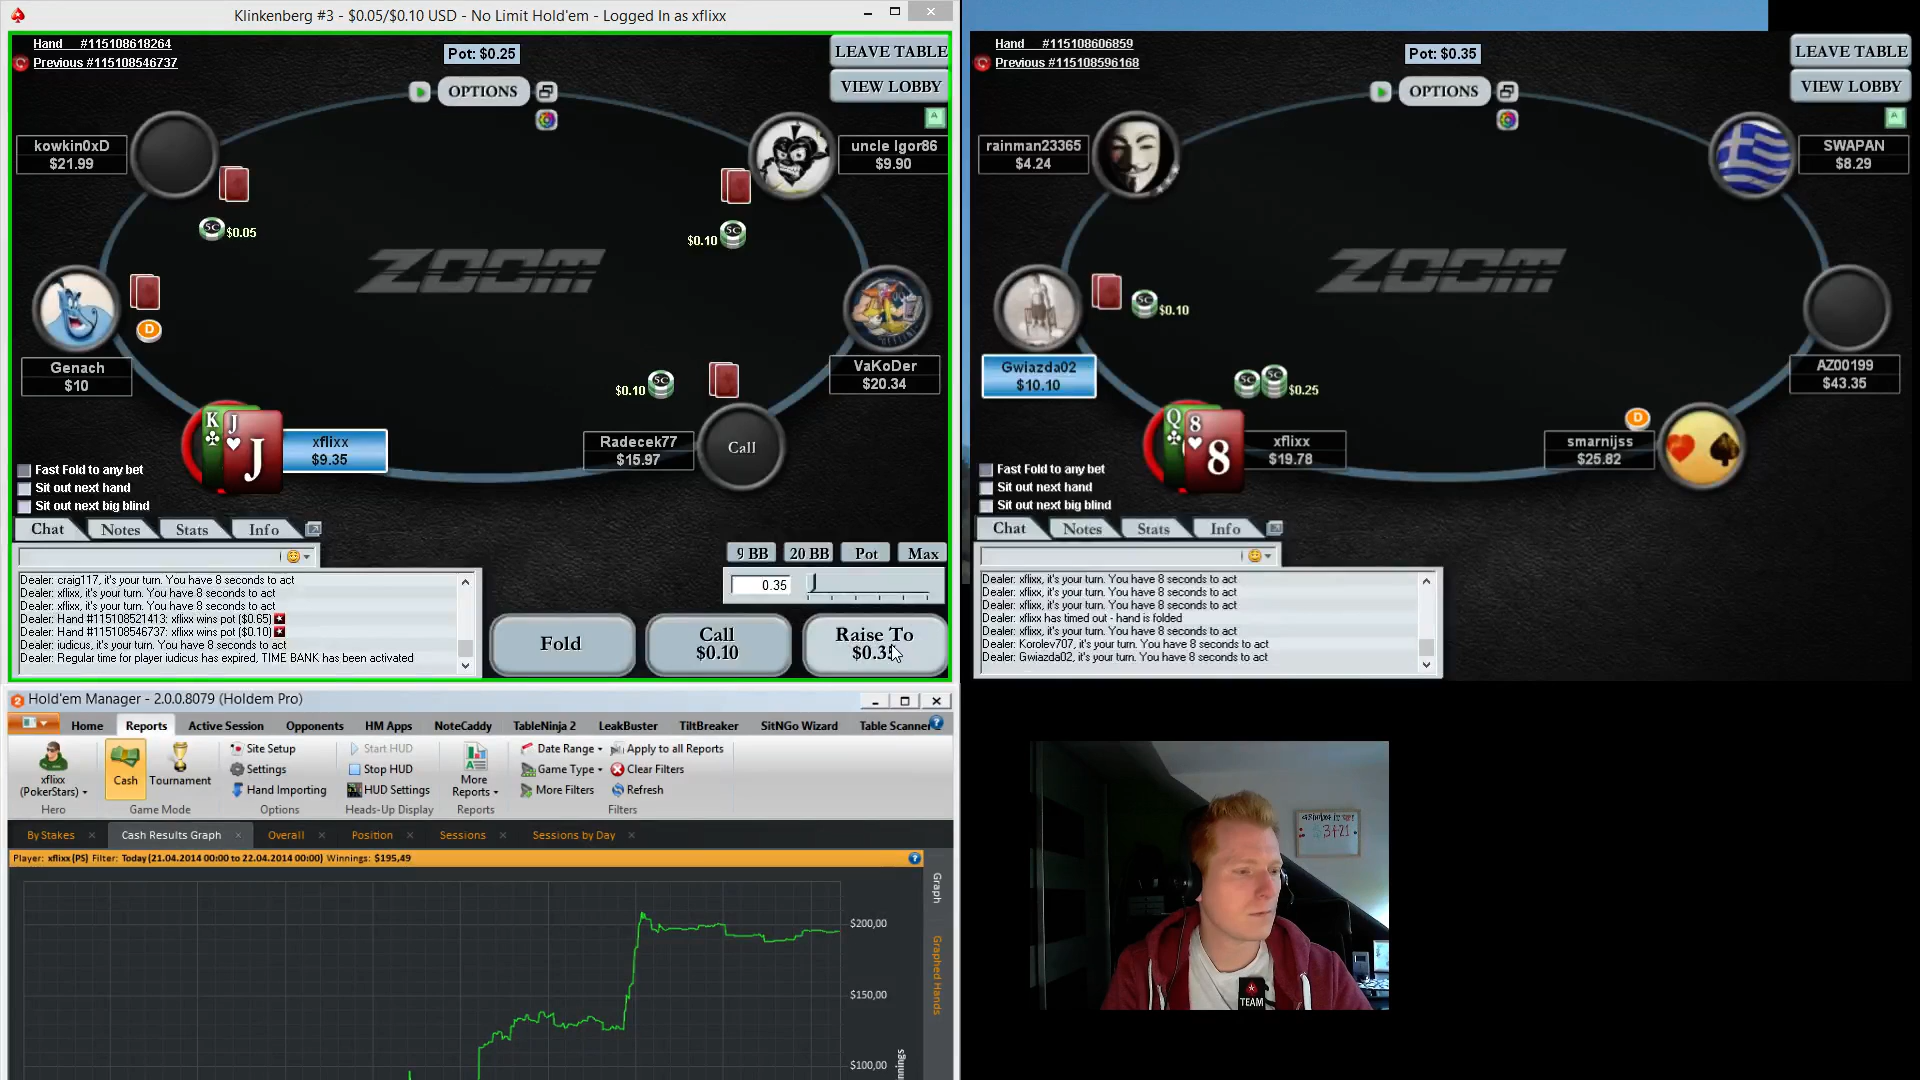 Klinkenberg #3 - $0.05/$0.10 USD - No Limit Hold'em - Logged In as xflixx
Hand #115108618264
Previous #115108546737
Pot: $0.25
LEAVE TABLE
VIEW LOBBY
OPTIONS
kowkin0xD
$21.99
uncle Igor86
$9.90
5C
$0.05
$0.10
5C
ZOOM
D
Genach
$10
VaKoDer
$20.34
$0.10
5C
K
J
J
xflixx
$9.35
Radecek77
$15.97
Call
Fast Fold to any bet
Sit out next hand
Sit out next big blind
Chat
Notes
Stats
Info
9 BB
20 BB
Pot
Max
0.35
Dealer: craig117, it's your turn. You have 8 seconds to act
Dealer: xflixx, it's your turn. You have 8 seconds to act
Dealer: xflixx, it's your turn. You have 8 seconds to act
Dealer: Hand #115108521413: xflixx wins pot ($0.65)
Dealer: Hand #115108546737: xflixx wins pot ($0.10)
Dealer: iudicus, it's your turn. You have 8 seconds to act
Dealer: Regular time for player iudicus has expired, TIME BANK has been activated
Fold
Call
$0.10
Raise To
Hand #115108606859
Previous #115108596168
Pot: $0.35
LEAVE TABLE
VIEW LOBBY
OPTIONS
A
A
rainman23365
$4.24
SWAPAN
$8.29
ZOOM
5C
$0.10
Gwiazda02
$10.10
AZ00199
$43.35
5C
5C
$0.25
Q
8
8
xflixx
$19.78
D
smarnijss
$25.82
Fast Fold to any bet
Sit out next hand
Sit out next big blind
Chat
Notes
Stats
Info
Dealer: xflixx, it's your turn. You have 8 seconds to act
Dealer: xflixx, it's your turn. You have 8 seconds to act
Dealer: xflixx, it's your turn. You have 8 seconds to act
Dealer: xflixx has timed out - hand is folded
Dealer: xflixx, it's your turn. You have 8 seconds to act
Dealer: Korolev707, it's your turn. You have 8 seconds to act
Dealer: Gwiazda02, it's your turn. You have 8 seconds to act
Hold'em Manager - 2.0.0.8079 (Holdem Pro)
Home
Reports
Active Session
Opponents
HM Apps
NoteCaddy
TableNinja 2
LeakBuster
TiltBreaker
SitNGo Wizard
Table Scanner
xflixx
(PokerStars)
Hero
Cash
Tournament
Game Mode
Site Setup
Settings
Hand Importing
Options
Start HUD
Stop HUD
HUD Settings
Heads-Up Display
More
Reports
Reports
Date Range
Game Type
More Filters
Apply to all Reports
Clear Filters
Refresh
Filters
By Stakes
Cash Results Graph
Overall
Position
Sessions
Sessions by Day
Player: xflixx (PS) Filter: Today (21.04.2014 00:00 to 22.04.2014 00:00) Winnings: $195,49
Graph
Graphed Hands
$200,00
$150,00
$100,00
TEAM